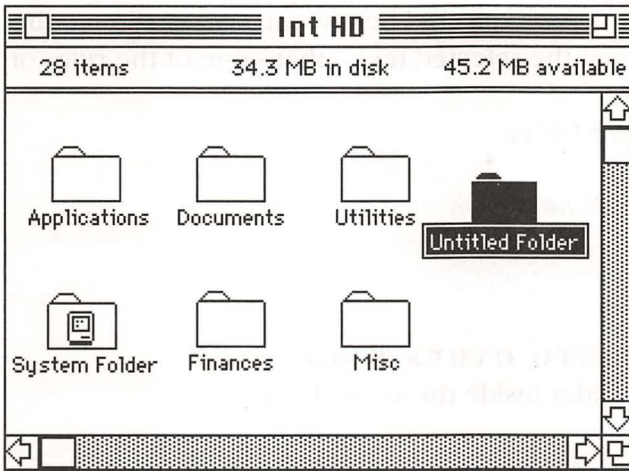 Int HD
28 items 34.3 MB in disk 45.2 MB available
Applications Documents Utilities Untitled Folder
System Folder Finances Misc